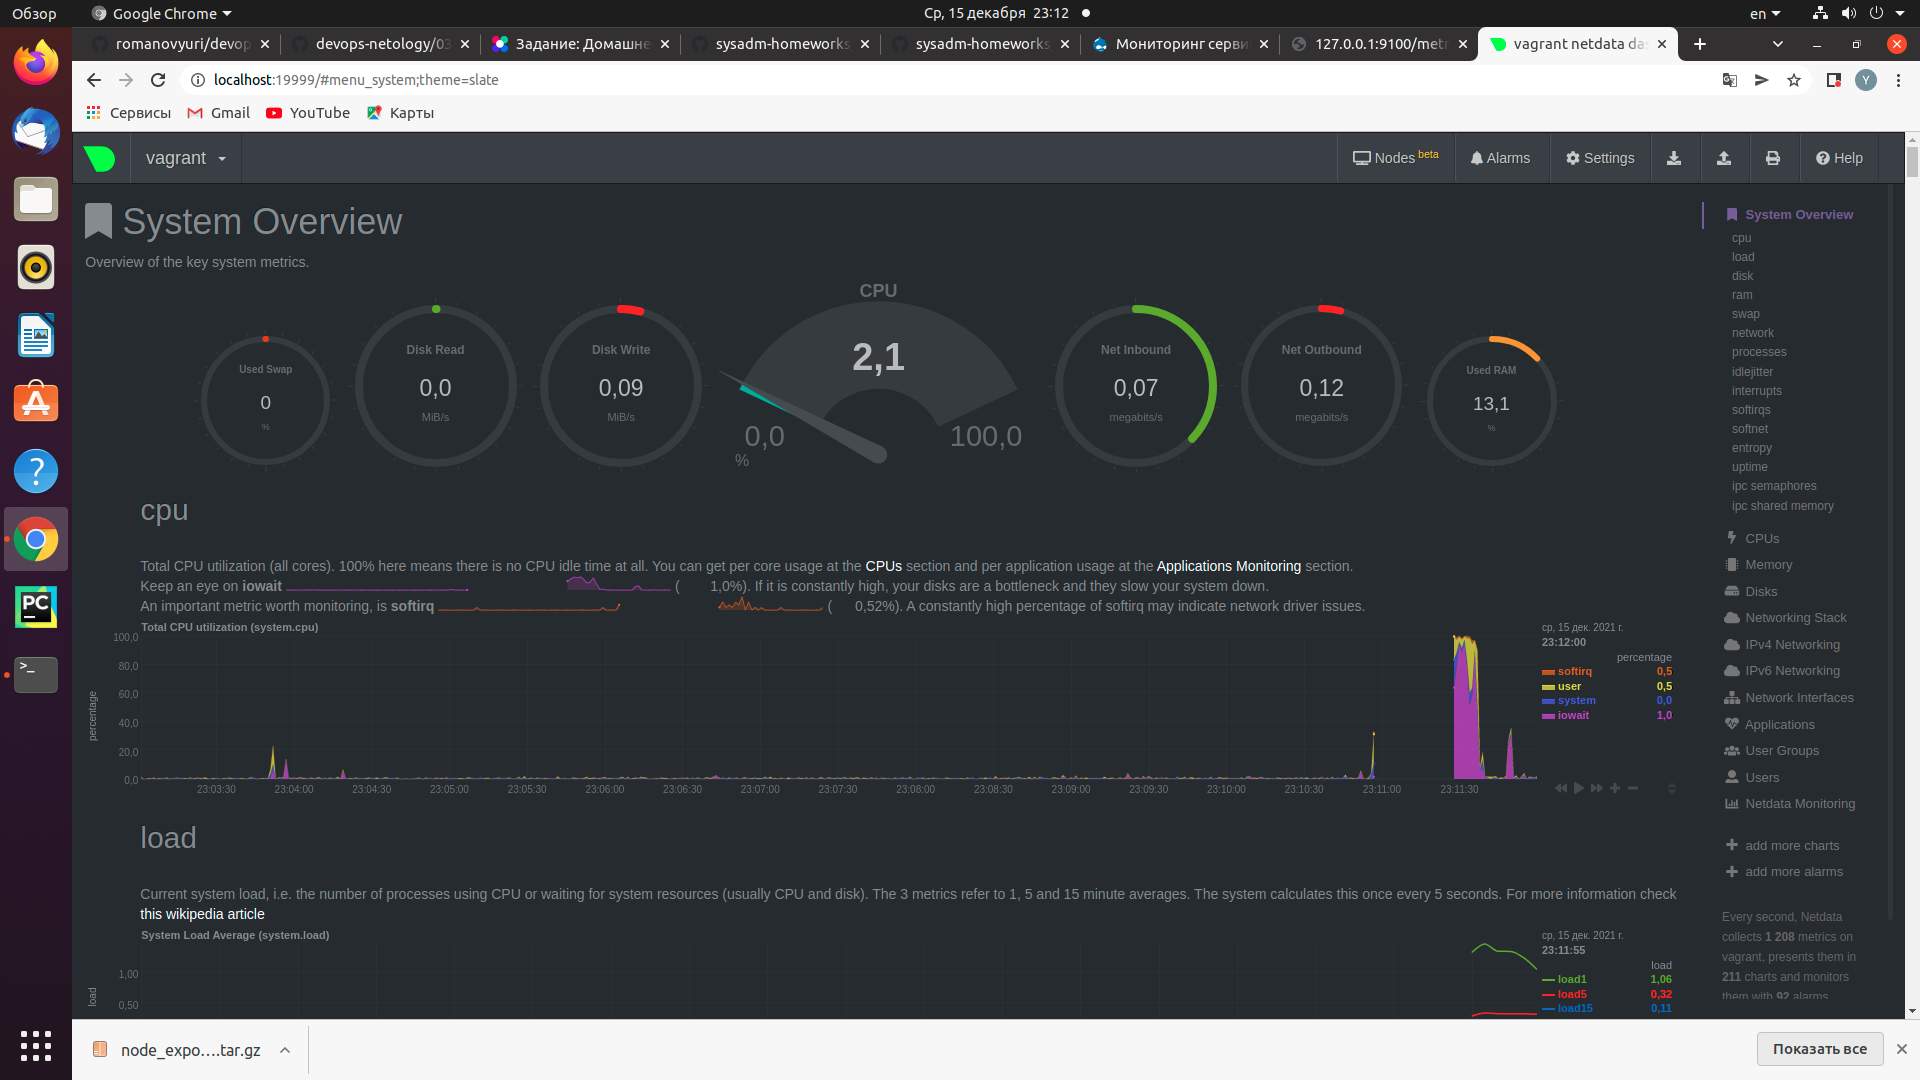 Обзор
Google Chrome
Ср, 15 декабря 23:12
en
romanovyuri/devop
devops-netology/03
Задание: Домашне
sysadm-homeworks
sysadm-homeworks
Мониторинг серви
127.0.0.1:9100/metr
vagrant netdata das
localhost:19999/#menu_system;theme=slate
Y
Сервисы
Gmail
YouTube
Карты
vagrant
Nodes beta
Alarms
Settings
Help
System Overview
Overview of the key system metrics.
Used Swap
0
%
Disk Read
0,0
MiB/s
Disk Write
0,09
MiB/s
CPU
2,1
0,0
100,0
%
Net Inbound
0,07
megabits/s
Net Outbound
0,12
megabits/s
Used RAM
13,1
%
cpu
Total CPU utilization (all cores). 100% here means there is no CPU idle time at all. You can get per core usage at the CPUs section and per application usage at the Applications Monitoring section.
Keep an eye on iowait ( 1,0%). If it is constantly high, your disks are a bottleneck and they slow your system down.
An important metric worth monitoring, is softirq ( 0,52%). A constantly high percentage of softirq may indicate network driver issues.
Total CPU utilization (system.cpu)
percentage
100,0
80,0
60,0
40,0
20,0
0,0
23:03:30 23:04:00 23:04:30 23:05:00 23:05:30 23:06:00 23:06:30 23:07:00 23:07:30 23:08:00 23:08:30 23:09:00 23:09:30 23:10:00 23:10:30 23:11:00 23:11:30
ср, 15 дек. 2021 г.
23:12:00
percentage
softirq 0,5
user 0,5
system 0,0
iowait 1,0
load
Current system load, i.e. the number of processes using CPU or waiting for system resources (usually CPU and disk). The 3 metrics refer to 1, 5 and 15 minute averages. The system calculates this once every 5 seconds. For more information check
this wikipedia article
System Load Average (system.load)
load
1,00
0,50
ср, 15 дек. 2021 г.
23:11:55
load
load1 1,06
load5 0,32
load15 0,11
System Overview
cpu
load
disk
ram
swap
network
processes
idlejitter
interrupts
softirqs
softnet
entropy
uptime
ipc semaphores
ipc shared memory
CPUs
Memory
Disks
Networking Stack
IPv4 Networking
IPv6 Networking
Network Interfaces
Applications
User Groups
Users
Netdata Monitoring
add more charts
add more alarms
Every second, Netdata
collects 1 208 metrics on
vagrant, presents them in
211 charts and monitors
them with 92 alarms
PC
>_
?
node_expo….tar.gz
Показать все